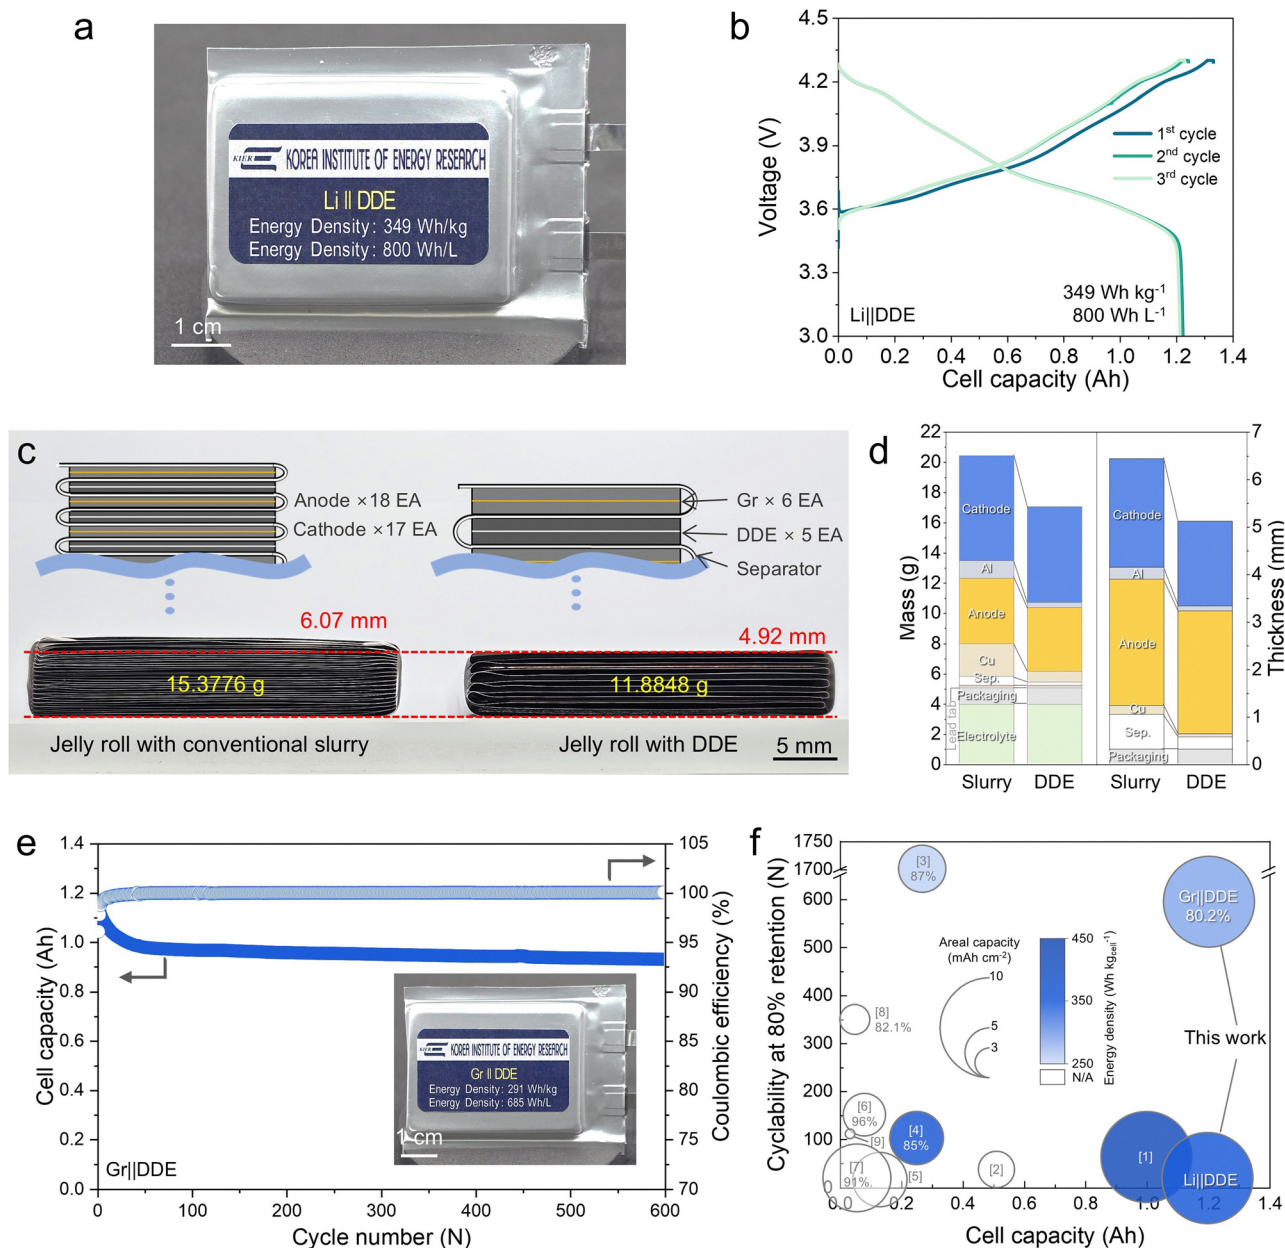 a
KIER
KOREA INSTITUTE OF ENERGY RESEARCH
Li II DDE
Energy Density: 349 Wh/kg
Energy Density: 800 Wh/L
1 cm
b
Voltage (V)
4.2
3.9
3.6
3.3
3.0
1st cycle
2nd cycle
3rd cycle
349 Wh kg-1
800 Wh L-1
Li||DDE
0.0 0.2 0.4 0.6 0.8 1.0 1.2 1.4
Cell capacity (Ah)
c
Anode ×18 EA
Cathode ×17 EA
Gr × 6 EA
DDE × 5 EA
Separator
6.07 mm
4.92 mm
15.3776 g
11.8848 g
Jelly roll with conventional slurry
Jelly roll with DDE
5 mm
d
Mass (g)
22
20
18
16
14
12
10
8
6
4
2
0
Cathode
Al
Anode
Cu
Sep.
Packaging
Lead tab
Electrolyte
Cathode
Al
Anode
Cu
Sep.
Packaging
Slurry DDE Slurry DDE
7
6
5
4
3
2
1
0
Thickness (mm)
e
Cell capacity (Ah)
1.4
1.2
1.0
0.8
0.6
0.4
0.2
0.0
105
100
95
90
85
80
75
70
Coulombic efficiency (%)
KIER
KOREA INSTITUTE OF ENERGY RESEARCH
Gr II DDE
Energy Density: 291 Wh/kg
Energy Density: 685 Wh/L
1 cm
Gr||DDE
0 100 200 300 400 500 600
Cycle number (N)
f
Cyclability at 80% retention (N)
1750
1700
600
500
400
300
200
100
0
[3]
87%
Gr||DDE
80.2%
Areal capacity
(mAh cm-2)
10
5
3
450
350
250
N/A
Energy density (Wh kgcell-1)
This work
[8]
82.1%
[6]
96%
[9]
[4]
85%
[7]
91%
[5]
[2]
[1]
Li||DDE
0.0 0.2 0.4 0.6 0.8 1.0 1.2 1.4
Cell capacity (Ah)